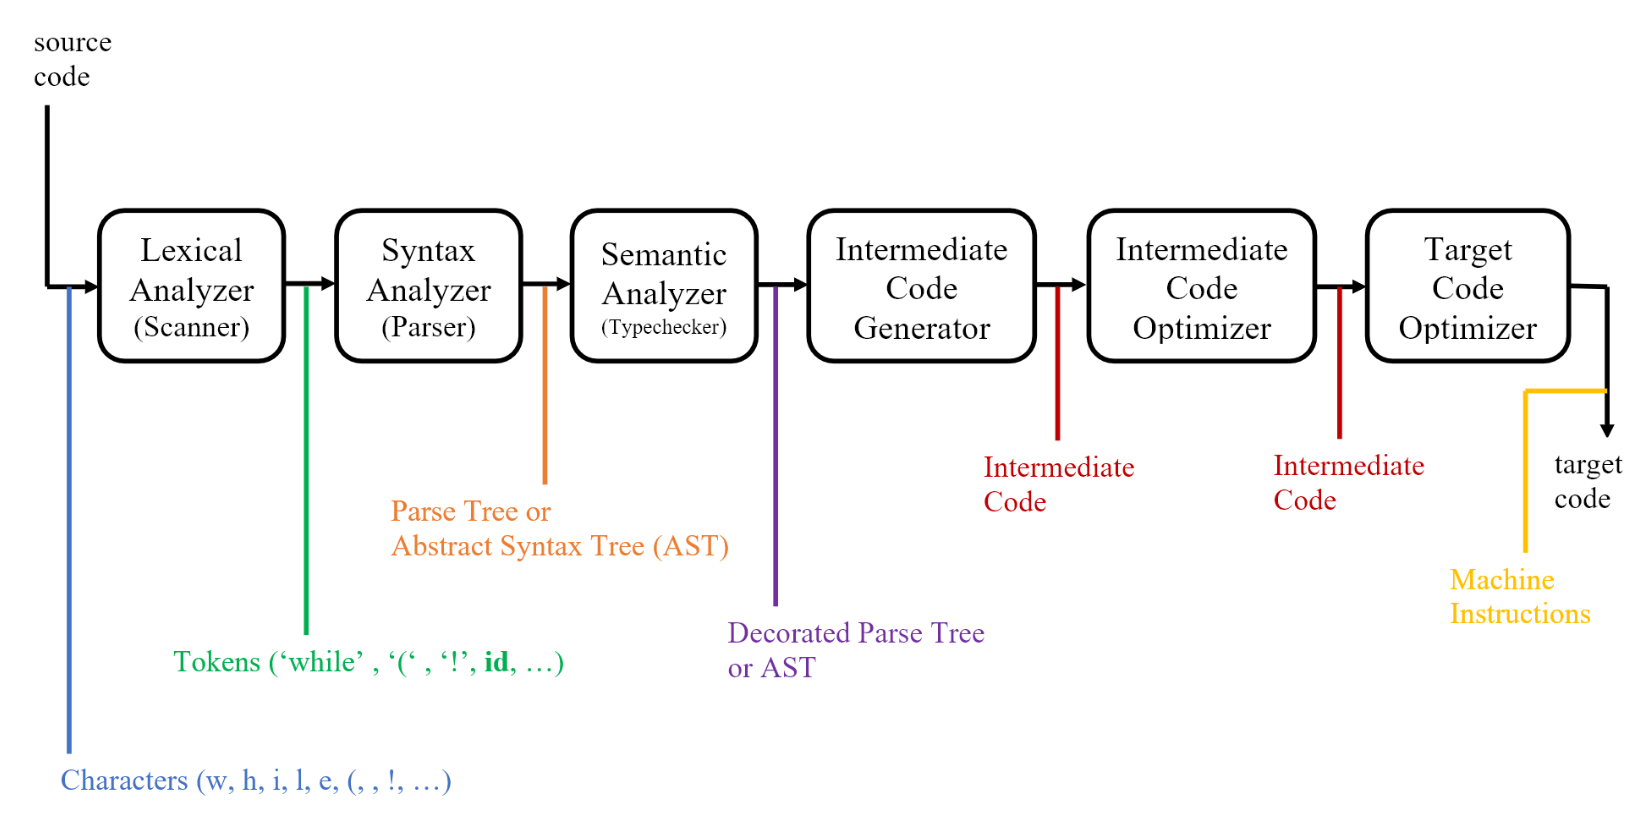 source
code
Lexical
Analyzer
(Scanner)
Syntax
Analyzer
(Parser)
Semantic
Analyzer
(Typechecker)
Intermediate
Code
Generator
Intermediate
Code
Optimizer
Target
Code
Optimizer
Intermediate
Code
Intermediate
Code
target
code
Parse Tree or
Abstract Syntax Tree (AST)
Machine
Instructions
Decorated Parse Tree
or AST
Tokens (‘while’ , ‘(‘ , ‘!’, id, …)
Characters (w, h, i, l, e, (, , !, …)